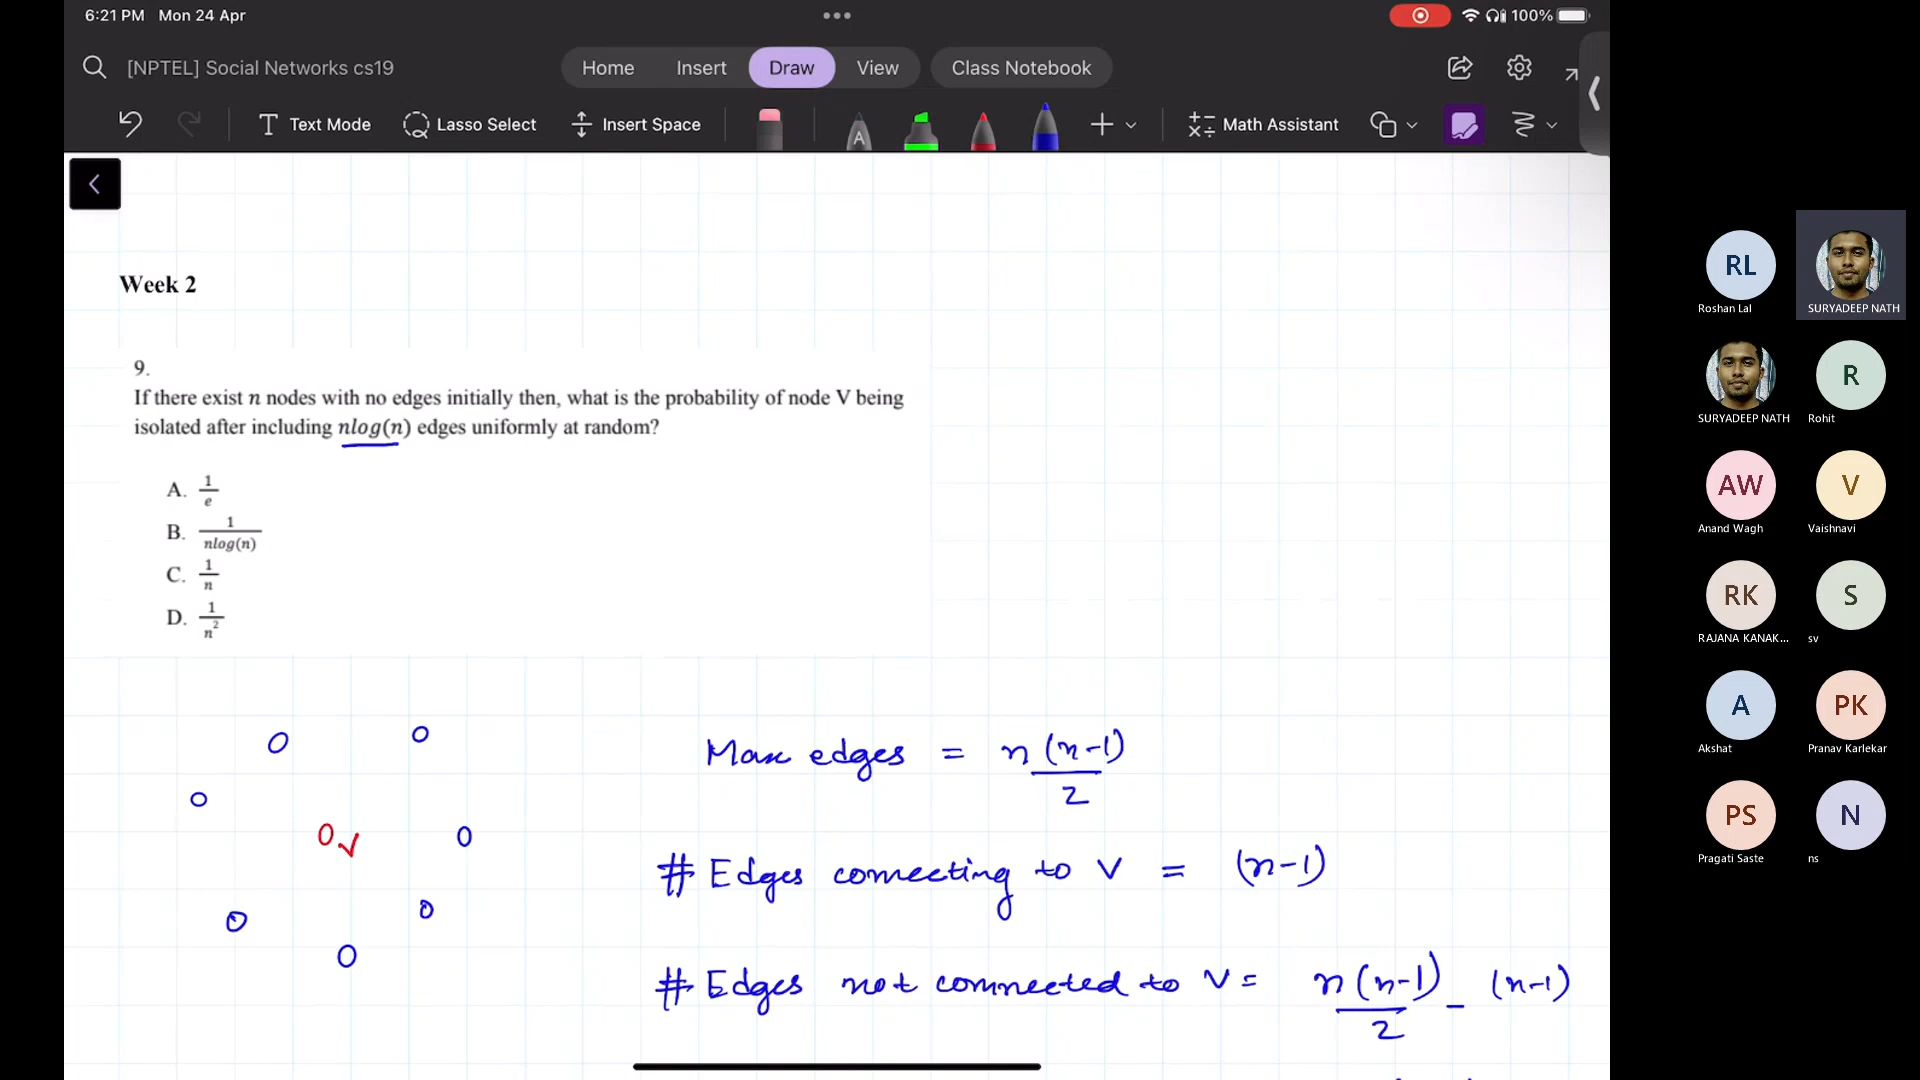 6:21 PM Mon 24 Apr
100%
[NPTEL] Social Networks cs19
Home Insert Draw View Class Notebook
Text Mode Lasso Select Insert Space A Math Assistant
Week 2
9.
If there exist n nodes with no edges initially then, what is the probability of node V being
isolated after including nlog(n) edges uniformly at random?
A. 1/e
B. 1/nlog(n)
C. 1/n
D. 1/n²
Max edges = n(n-1)/2
V
# Edges connecting to V = (n-1)
# Edges not connected to V = n(n-1)/2 - (n-1)
RL
Roshan Lal
SURYADEEP NATH
SURYADEEP NATH
R
Rohit
AW
Anand Wagh
V
Vaishnavi
RK
RAJANA KANAK...
S
sv
A
Akshat
PK
Pranav Karlekar
PS
Pragati Saste
N
ns